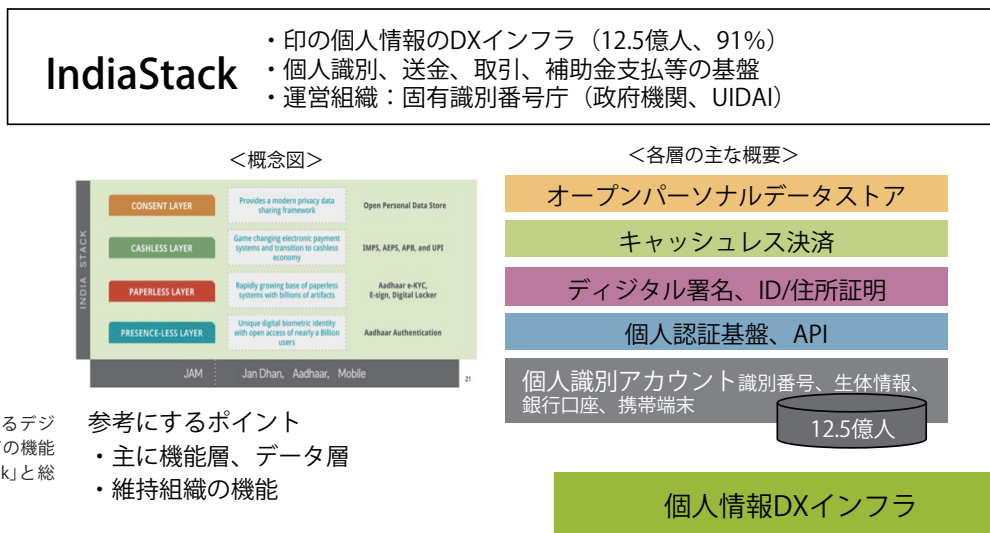 IndiaStack
・印の個人情報のDXインフラ（12.5億人、91％）
・個人識別、送金、取引、補助金支払等の基盤
・運営組織：固有識別番号庁（政府機関、UIDAI）
＜概念図＞
INDIA STACK
CONSENT LAYER
Provides a modern privacy data
sharing framework
Open Personal Data Store
CASHLESS LAYER
Game changing electronic payment
systems and transition to cashless
economy
IMPS, AEPS, APB, and UPI
PAPERLESS LAYER
Rapidly growing base of paperless
systems with billions of artifacts
Aadhaar e-KYC,
E-sign, Digital Locker
PRESENCE-LESS LAYER
Unique digital biometric identity
with open access of nearly a Billion
users
Aadhaar Authentication
JAM
Jan Dhan, Aadhaar, Mobile
21
＜各層の主な概要＞
オープンパーソナルデータストア
キャッシュレス決済
ディジタル署名、ID/住所証明
個人認証基盤、API
個人識別アカウント識別番号、生体情報、
銀行口座、携帯端末
12.5億人
るデジ
の機能
k」と総
参考にするポイント
・主に機能層、データ層
・維持組織の機能
個人情報DXインフラ